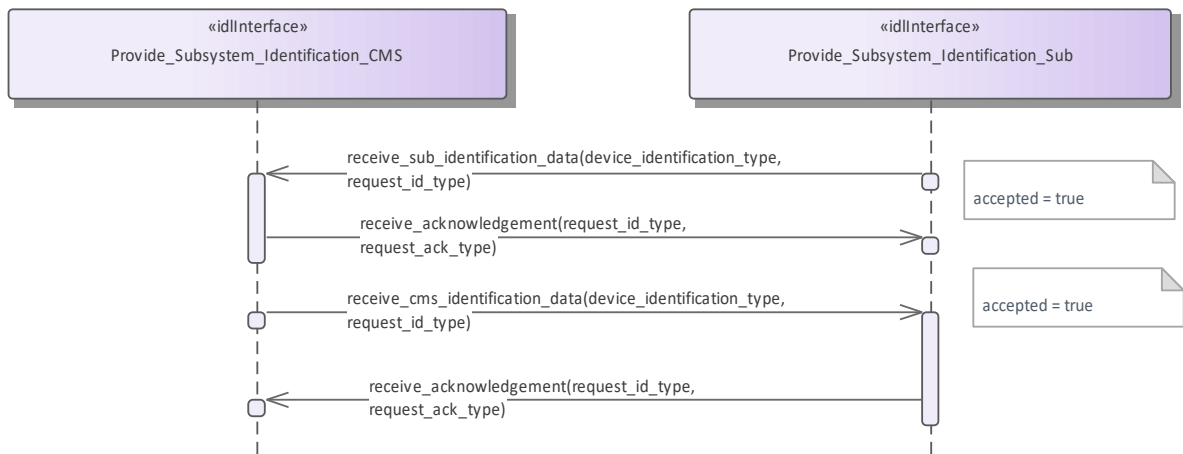 «idlInterface»
Provide_Subsystem_Identification_CMS
«idlInterface»
Provide_Subsystem_Identification_Sub
receive_sub_identification_data(device_identification_type,
request_id_type)
accepted = true
receive_acknowledgement(request_id_type,
request_ack_type)
receive_cms_identification_data(device_identification_type,
request_id_type)
accepted = true
receive_acknowledgement(request_id_type,
request_ack_type)